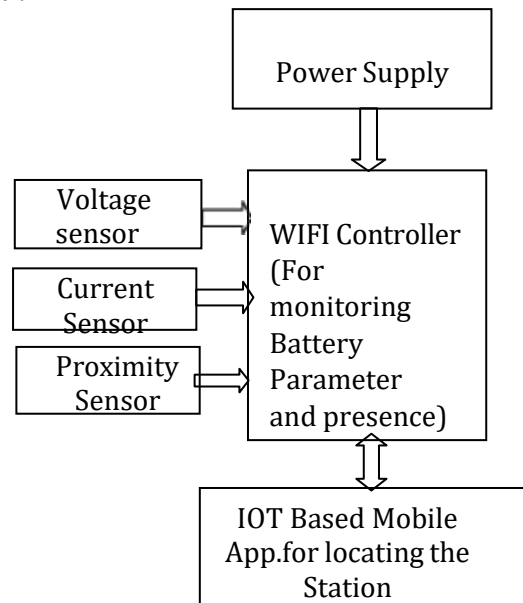 Power Supply
Voltage
sensor
Current
Sensor
Proximity
Sensor
WIFI Controller
(For
monitoring
Battery
Parameter
and presence)
IOT Based Mobile
App.for locating the
Station